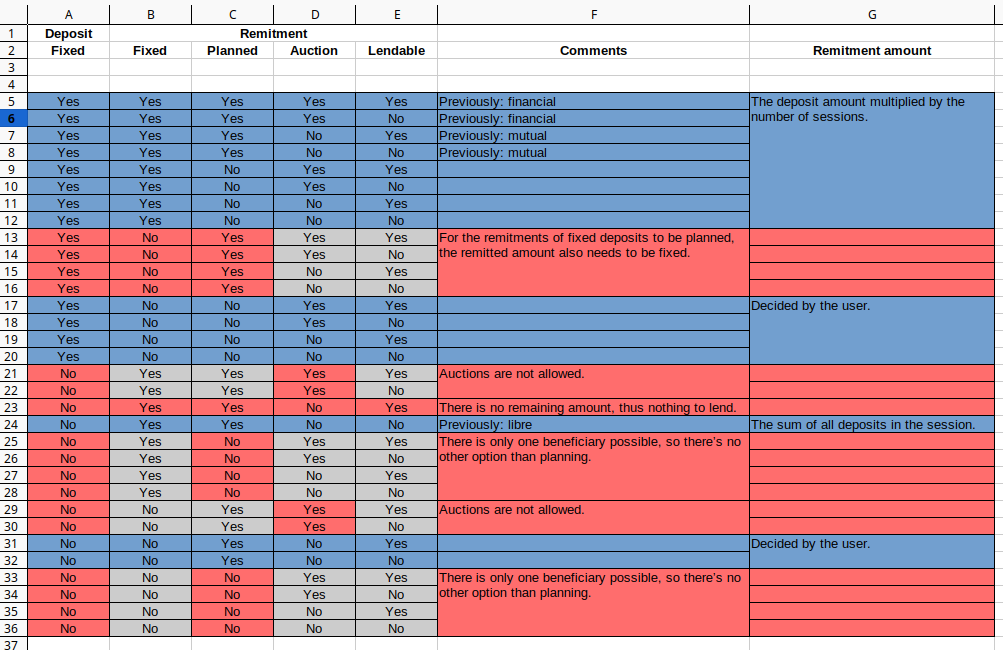 A B C D E F G
1 Deposit Remitment
2 Fixed Fixed Planned Auction Lendable Comments Remitment amount
3
4
5 Yes Yes Yes Yes Yes Previously: financial The deposit amount multiplied by the
6 Yes Yes Yes Yes No Previously: financial number of sessions.
7 Yes Yes Yes No Yes Previously: mutual
8 Yes Yes Yes No No Previously: mutual
9 Yes Yes No Yes Yes
10 Yes Yes No Yes No
11 Yes Yes No No Yes
12 Yes Yes No No No
13 Yes No Yes Yes Yes For the remitments of fixed deposits to be planned,
14 Yes No Yes Yes No the remitted amount also needs to be fixed.
15 Yes No Yes No Yes
16 Yes No Yes No No
17 Yes No No Yes Yes Decided by the user.
18 Yes No No Yes No
19 Yes No No No Yes
20 Yes No No No No
21 No Yes Yes Yes Yes Auctions are not allowed.
22 No Yes Yes Yes No
23 No Yes Yes No Yes There is no remaining amount, thus nothing to lend.
24 No Yes Yes No No Previously: libre The sum of all deposits in the session.
25 No Yes No Yes Yes There is only one beneficiary possible, so there's no
26 No Yes No Yes No other option than planning.
27 No Yes No No Yes
28 No Yes No No No
29 No No Yes Yes Yes Auctions are not allowed.
30 No No Yes Yes No
31 No No Yes No Yes Decided by the user.
32 No No Yes No No
33 No No No Yes Yes There is only one beneficiary possible, so there's no
34 No No No Yes No other option than planning.
35 No No No No Yes
36 No No No No No
37